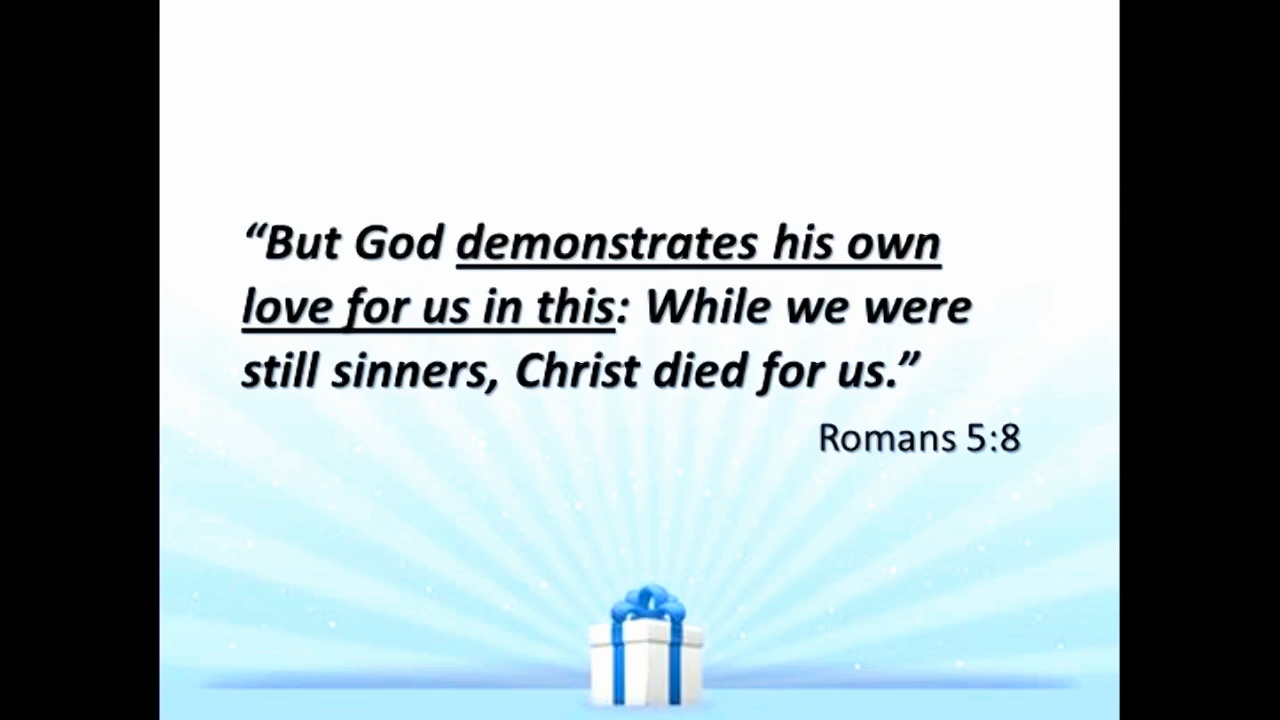 “But God demonstrates his own
love for us in this: While we were
still sinners, Christ died for us.”
Romans 5:8